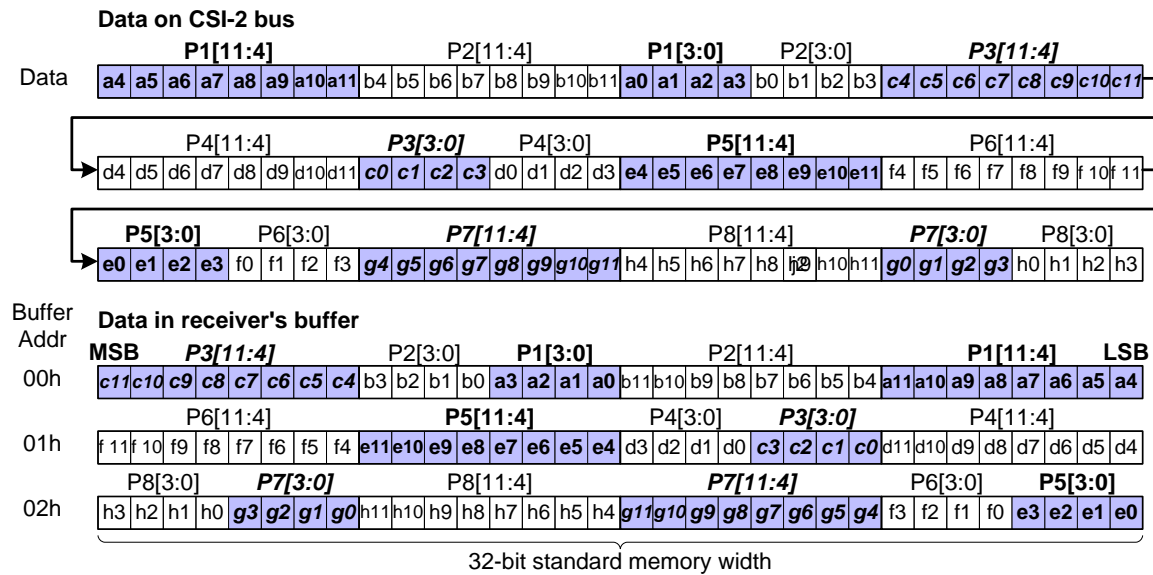 Data on CSI-2 bus
P1[11:4] P2[11:4] P1[3:0] P2[3:0] P3[11:4]
Data a4 a5 a6 a7 a8 a9 a10 a11 b4 b5 b6 b7 b8 b9 b10 b11 a0 a1 a2 a3 b0 b1 b2 b3 c4 c5 c6 c7 c8 c9 c10 c11
P4[11:4] P3[3:0] P4[3:0] P5[11:4] P6[11:4]
d4 d5 d6 d7 d8 d9 d10 d11 c0 c1 c2 c3 d0 d1 d2 d3 e4 e5 e6 e7 e8 e9 e10 e11 f4 f5 f6 f7 f8 f9 f 10 f 11
P5[3:0] P6[3:0] P7[11:4] P8[11:4] P7[3:0] P8[3:0]
e0 e1 e2 e3 f0 f1 f2 f3 g4 g5 g6 g7 g8 g9 g10 g11 h4 h5 h6 h7 h8 h9 h10 h11 g0 g1 g2 g3 h0 h1 h2 h3
Buffer
Addr
Data in receiver's buffer
MSB P3[11:4] P2[3:0] P1[3:0] P2[11:4] P1[11:4] LSB
00h c11 c10 c9 c8 c7 c6 c5 c4 b3 b2 b1 b0 a3 a2 a1 a0 b11 b10 b9 b8 b7 b6 b5 b4 a11 a10 a9 a8 a7 a6 a5 a4
P6[11:4] P5[11:4] P4[3:0] P3[3:0] P4[11:4]
01h f 11 f 10 f9 f8 f7 f6 f5 f4 e11 e10 e9 e8 e7 e6 e5 e4 d3 d2 d1 d0 c3 c2 c1 c0 d11 d10 d9 d8 d7 d6 d5 d4
P8[3:0] P7[3:0] P8[11:4] P7[11:4] P6[3:0] P5[3:0]
02h h3 h2 h1 h0 g3 g2 g1 g0 h11 h10 h9 h8 h7 h6 h5 h4 g11 g10 g9 g8 g7 g6 g5 g4 f3 f2 f1 f0 e3 e2 e1 e0
32-bit standard memory width